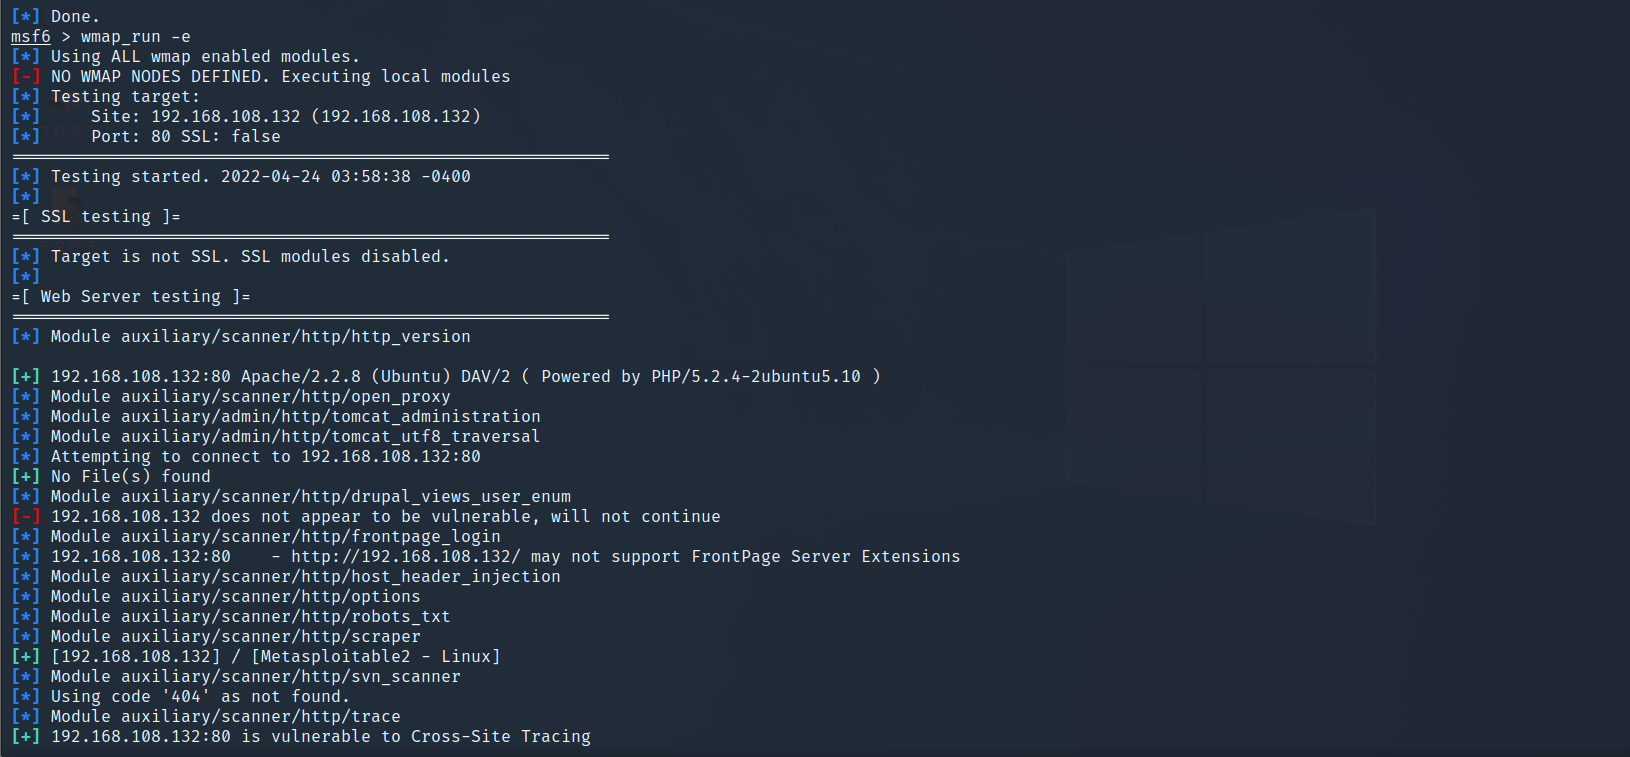 [*] Done.
msf6 > wmap_run -e
[*] Using ALL wmap enabled modules.
[-] NO WMAP NODES DEFINED. Executing local modules
[*] Testing target:
[*]     Site: 192.168.108.132 (192.168.108.132)
[*]     Port: 80 SSL: false
============================================================
[*] Testing started. 2022-04-24 03:58:38 -0400
[*]
=[ SSL testing ]=
============================================================
[*] Target is not SSL. SSL modules disabled.
[*]
=[ Web Server testing ]=
============================================================
[*] Module auxiliary/scanner/http/http_version
[+] 192.168.108.132:80 Apache/2.2.8 (Ubuntu) DAV/2 ( Powered by PHP/5.2.4-2ubuntu5.10 )
[*] Module auxiliary/scanner/http/open_proxy
[*] Module auxiliary/admin/http/tomcat_administration
[*] Module auxiliary/admin/http/tomcat_utf8_traversal
[*] Attempting to connect to 192.168.108.132:80
[+] No File(s) found
[*] Module auxiliary/scanner/http/drupal_views_user_enum
[-] 192.168.108.132 does not appear to be vulnerable, will not continue
[*] Module auxiliary/scanner/http/frontpage_login
[*] 192.168.108.132:80    - http://192.168.108.132/ may not support FrontPage Server Extensions
[*] Module auxiliary/scanner/http/host_header_injection
[*] Module auxiliary/scanner/http/options
[*] Module auxiliary/scanner/http/robots_txt
[*] Module auxiliary/scanner/http/scraper
[+] [192.168.108.132] / [Metasploitable2 - Linux]
[*] Module auxiliary/scanner/http/svn_scanner
[*] Using code '404' as not found.
[*] Module auxiliary/scanner/http/trace
[+] 192.168.108.132:80 is vulnerable to Cross-Site Tracing